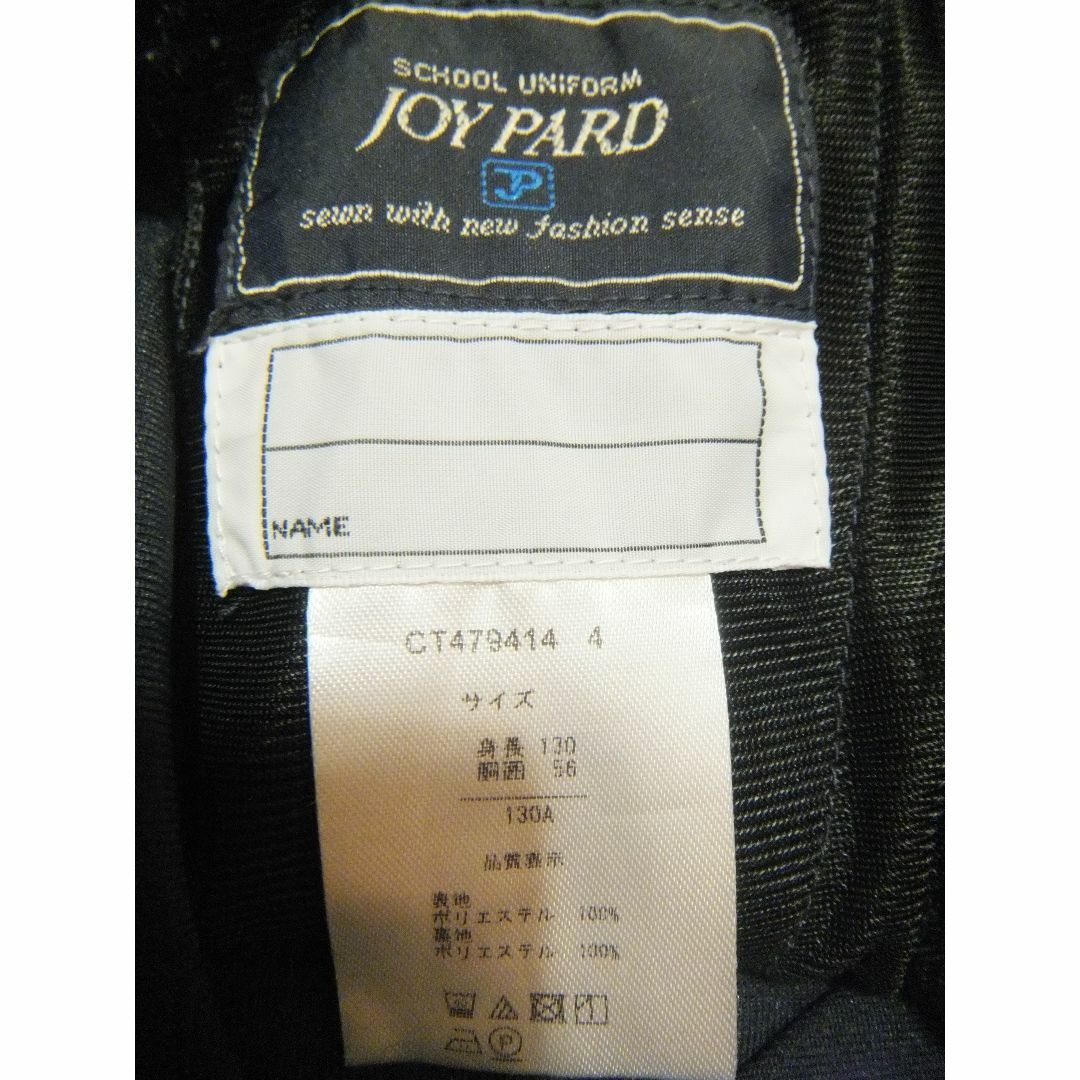 SCHOOL UNIFORM
JOY PARD
JP
sewn with new fashion sense
NAME
CT479414 4
サイズ
身長 130
胴囲 56
130A
品質表示
表地
ポリエステル 100%
裏地
ポリエステル 100%
P